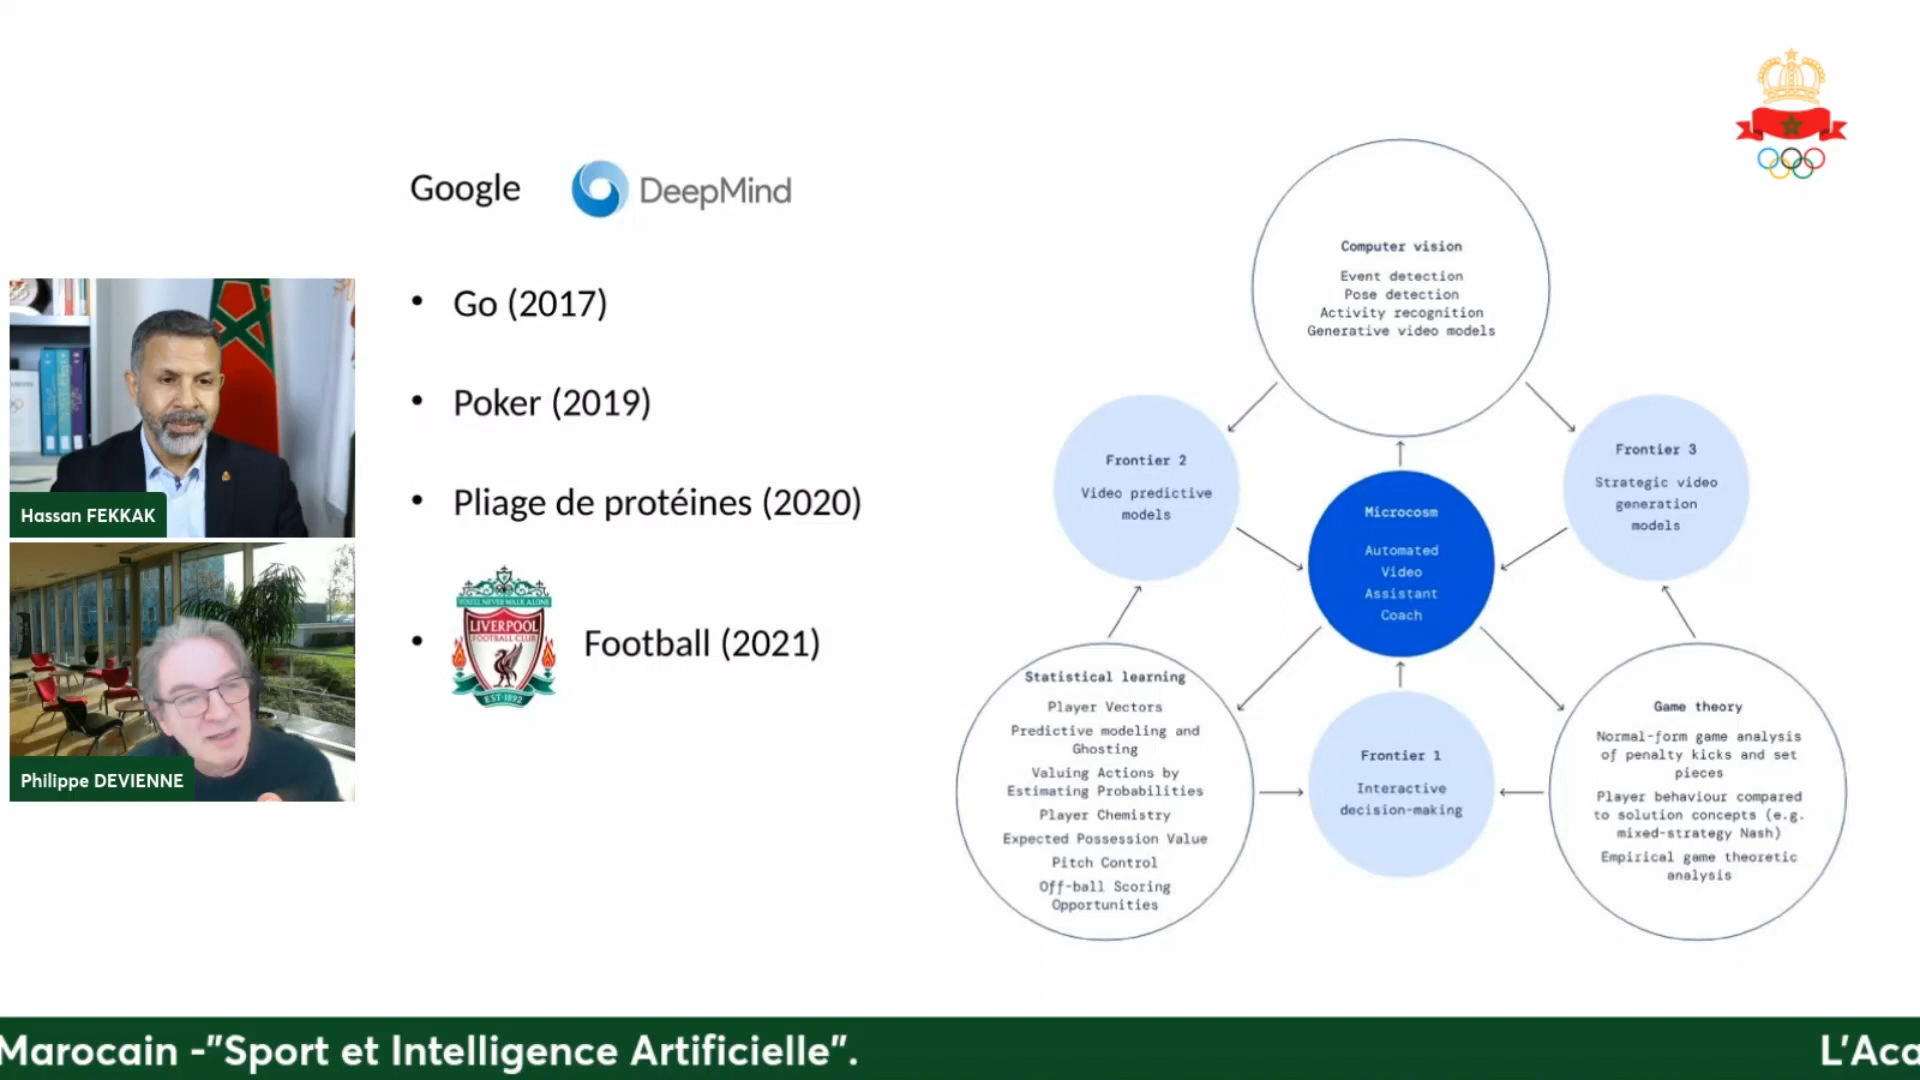 Google
DeepMind
• Go (2017)
• Poker (2019)
• Pliage de protéines (2020)
YOU'LL NEVER WALK ALONE
LIVERPOOL
FOOTBALL CLUB
EST·1892
• Football (2021)
Hassan FEKKAK
Philippe DEVIENNE
Computer vision
Event detection
Pose detection
Activity recognition
Generative video models
Frontier 2
Video predictive
models
Frontier 3
Strategic video
generation
models
Microcosm
Automated
Video
Assistant
Coach
Statistical learning
Player Vectors
Predictive modeling and
Ghosting
Valuing Actions by
Estimating Probabilities
Player Chemistry
Expected Possession Value
Pitch Control
Off-ball Scoring
Opportunities
Frontier 1
Interactive
decision-making
Game theory
Normal-form game analysis
of penalty kicks and set
pieces
Player behaviour compared
to solution concepts (e.g.
mixed-strategy Nash)
Empirical game theoretic
analysis
Marocain -"Sport et Intelligence Artificielle". L'Aca